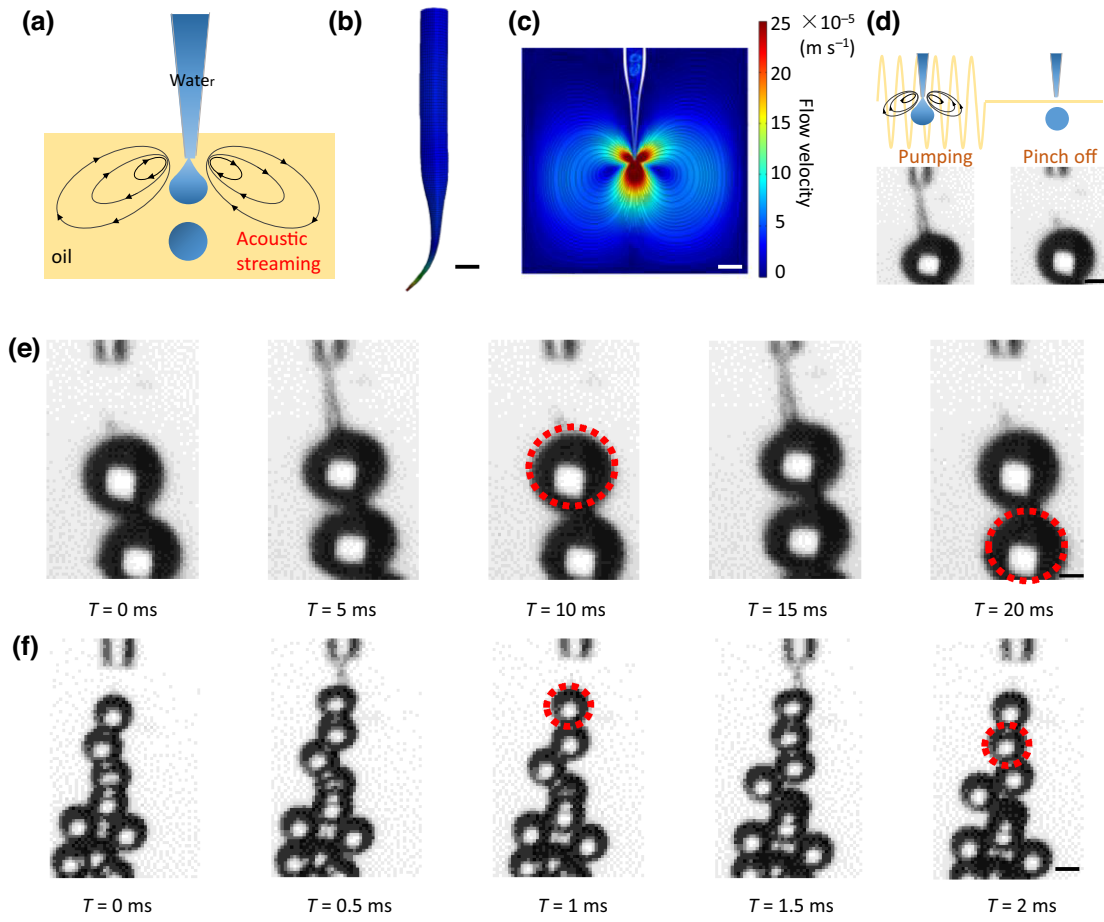 (a)
Water
oil
Acoustic
streaming
(b)
(c)
25
20
15
10
5
0
× 10⁻⁵
(m s⁻¹)
Flow velocity
(d)
Pumping
Pinch off
(e)
T = 0 ms
T = 5 ms
T = 10 ms
T = 15 ms
T = 20 ms
(f)
T = 0 ms
T = 0.5 ms
T = 1 ms
T = 1.5 ms
T = 2 ms